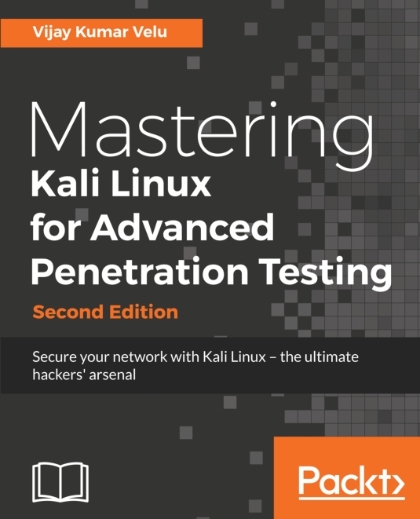 Vijay Kumar Velu
Mastering
Kali Linux
for Advanced
Penetration Testing
Second Edition
Secure your network with Kali Linux – the ultimate
hackers' arsenal
Packt>